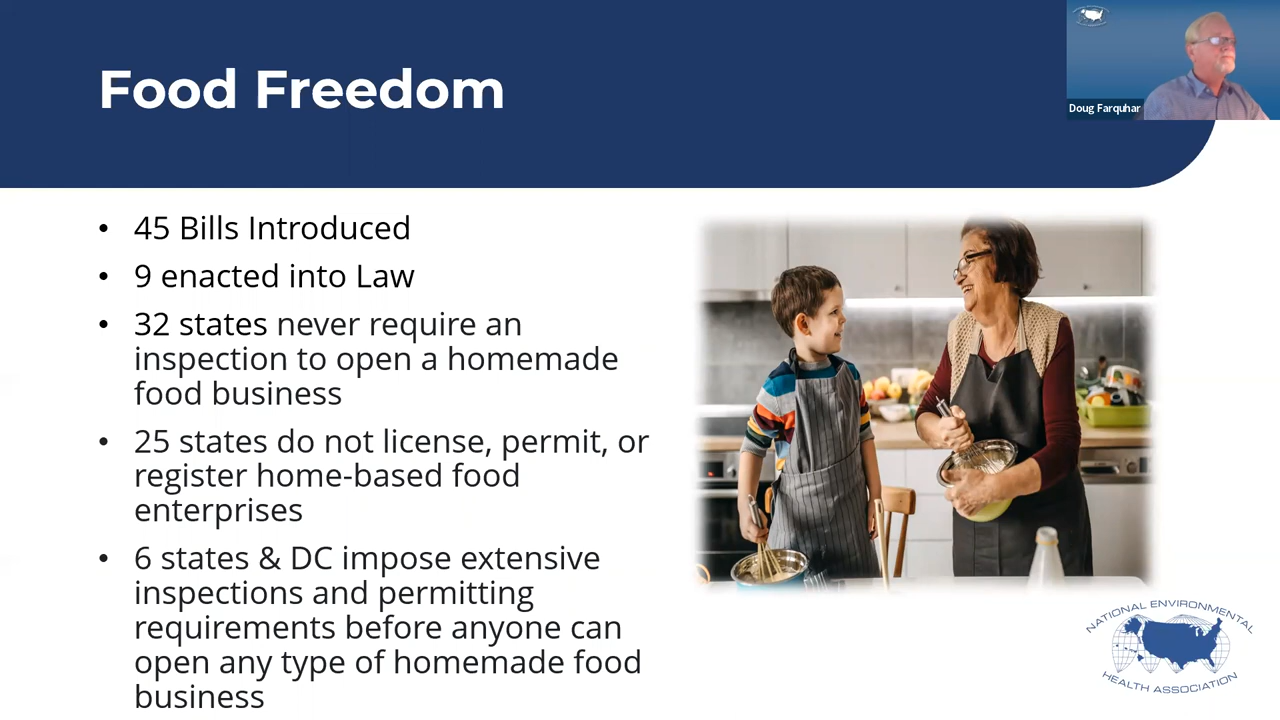 Food Freedom
Doug Farquhar
• 45 Bills Introduced
• 9 enacted into Law
• 32 states never require an
inspection to open a homemade
food business
• 25 states do not license, permit, or
register home-based food
enterprises
• 6 states & DC impose extensive
inspections and permitting
requirements before anyone can
open any type of homemade food
business
NATIONAL ENVIRONMENTAL
HEALTH ASSOCIATION